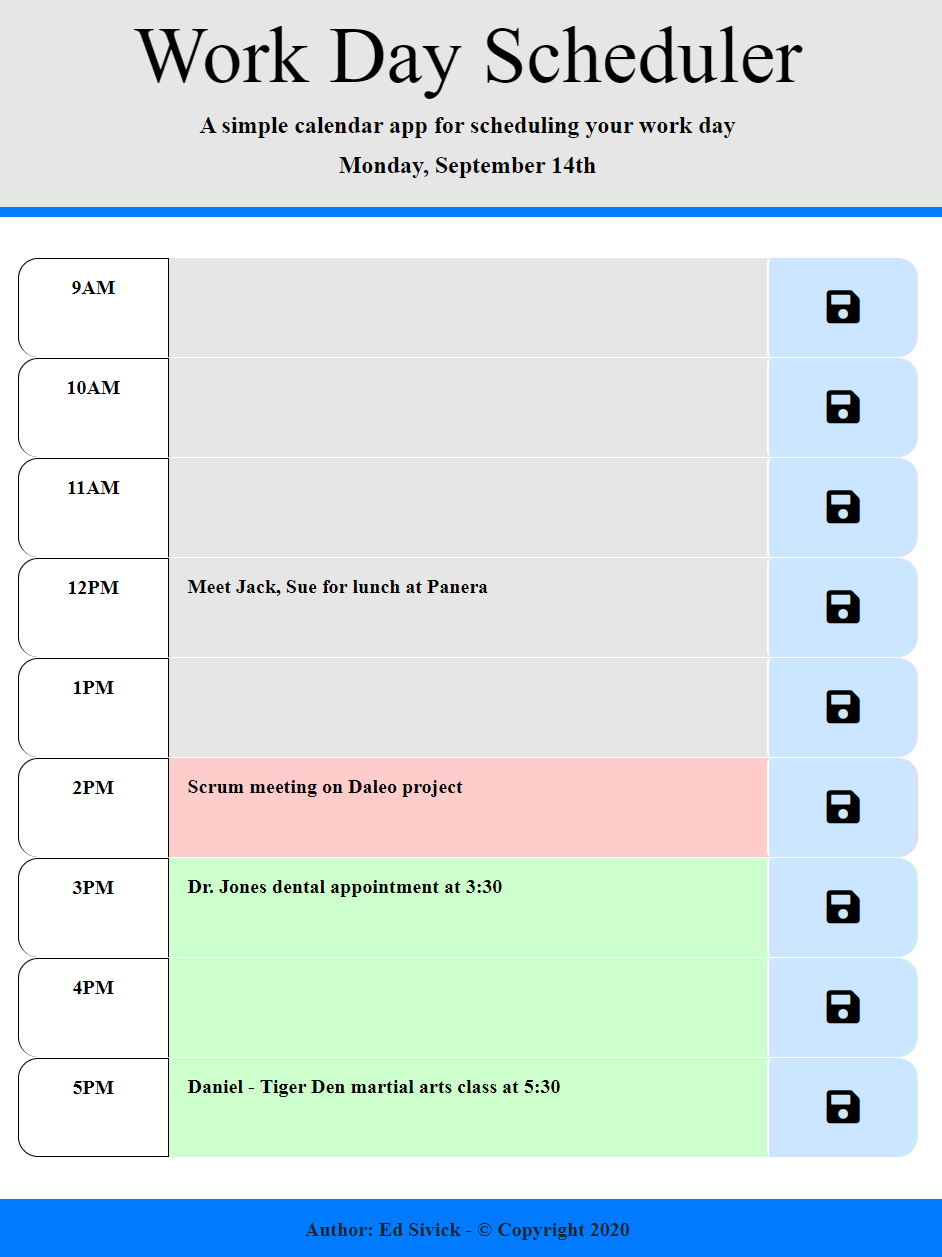 Work Day Scheduler
A simple calendar app for scheduling your work day
Monday, September 14th
9AM
10AM
11AM
12PM
Meet Jack, Sue for lunch at Panera
1PM
2PM
Scrum meeting on Daleo project
3PM
Dr. Jones dental appointment at 3:30
4PM
5PM
Daniel - Tiger Den martial arts class at 5:30
Author: Ed Sivick - © Copyright 2020